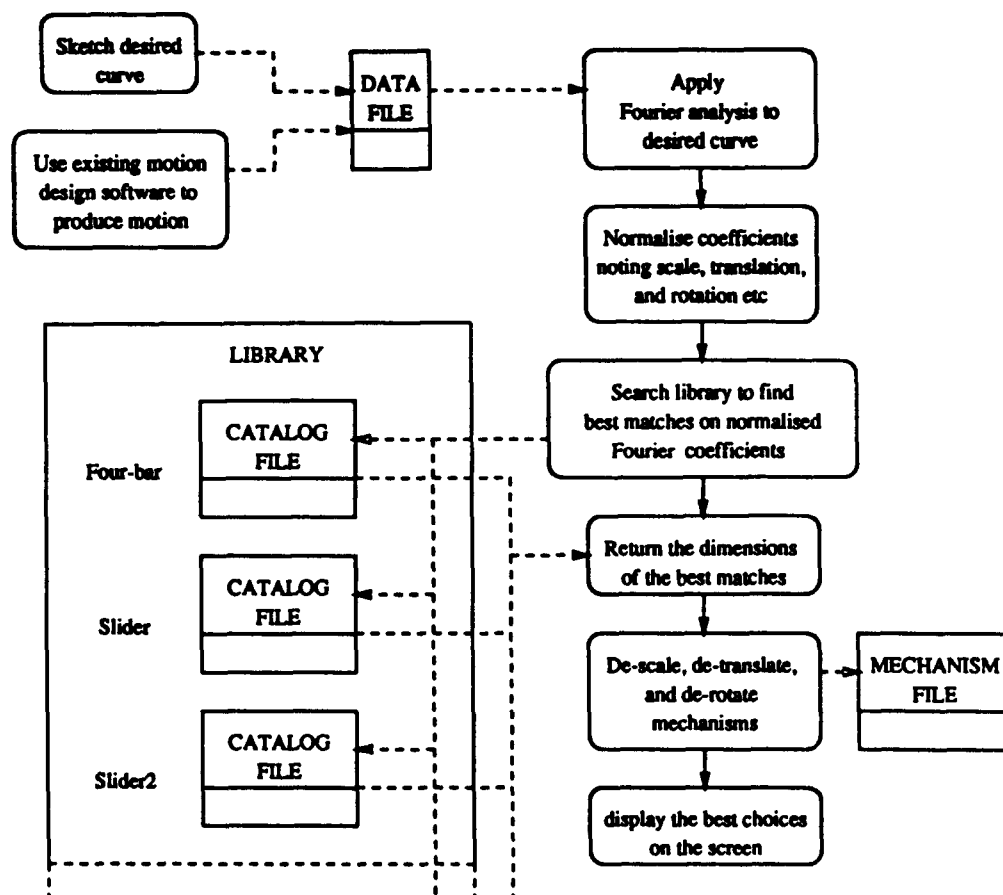 Sketch desired
curve
DATA
FILE
Use existing motion
design software to
produce motion
Apply
Fourier analysis to
desired curve
Normalise coefficients
noting scale, translation,
and rotation etc
Search library to find
best matches on normalised
Fourier coefficients
LIBRARY
Four-bar
CATALOG
FILE
Slider
CATALOG
FILE
Slider2
CATALOG
FILE
Return the dimensions
of the best matches
De-scale, de-translate,
and de-rotate
mechanisms
MECHANISM
FILE
display the best choices
on the screen